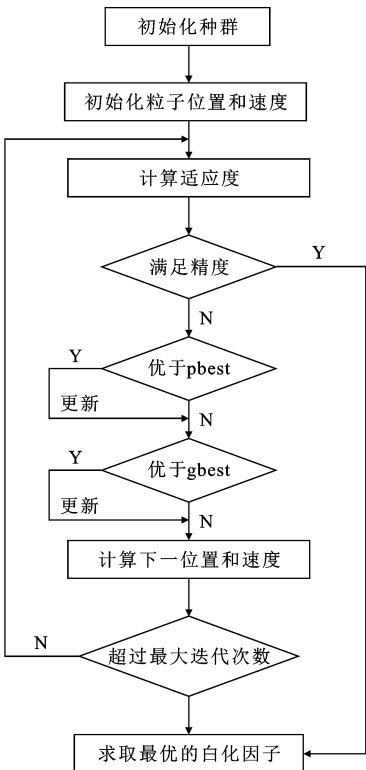 初始化种群
初始化粒子位置和速度
计算适应度
满足精度
Y
N
优于pbest
Y
更新
N
优于gbest
Y
更新
N
计算下一位置和速度
超过最大迭代次数
N
求取最优的白化因子